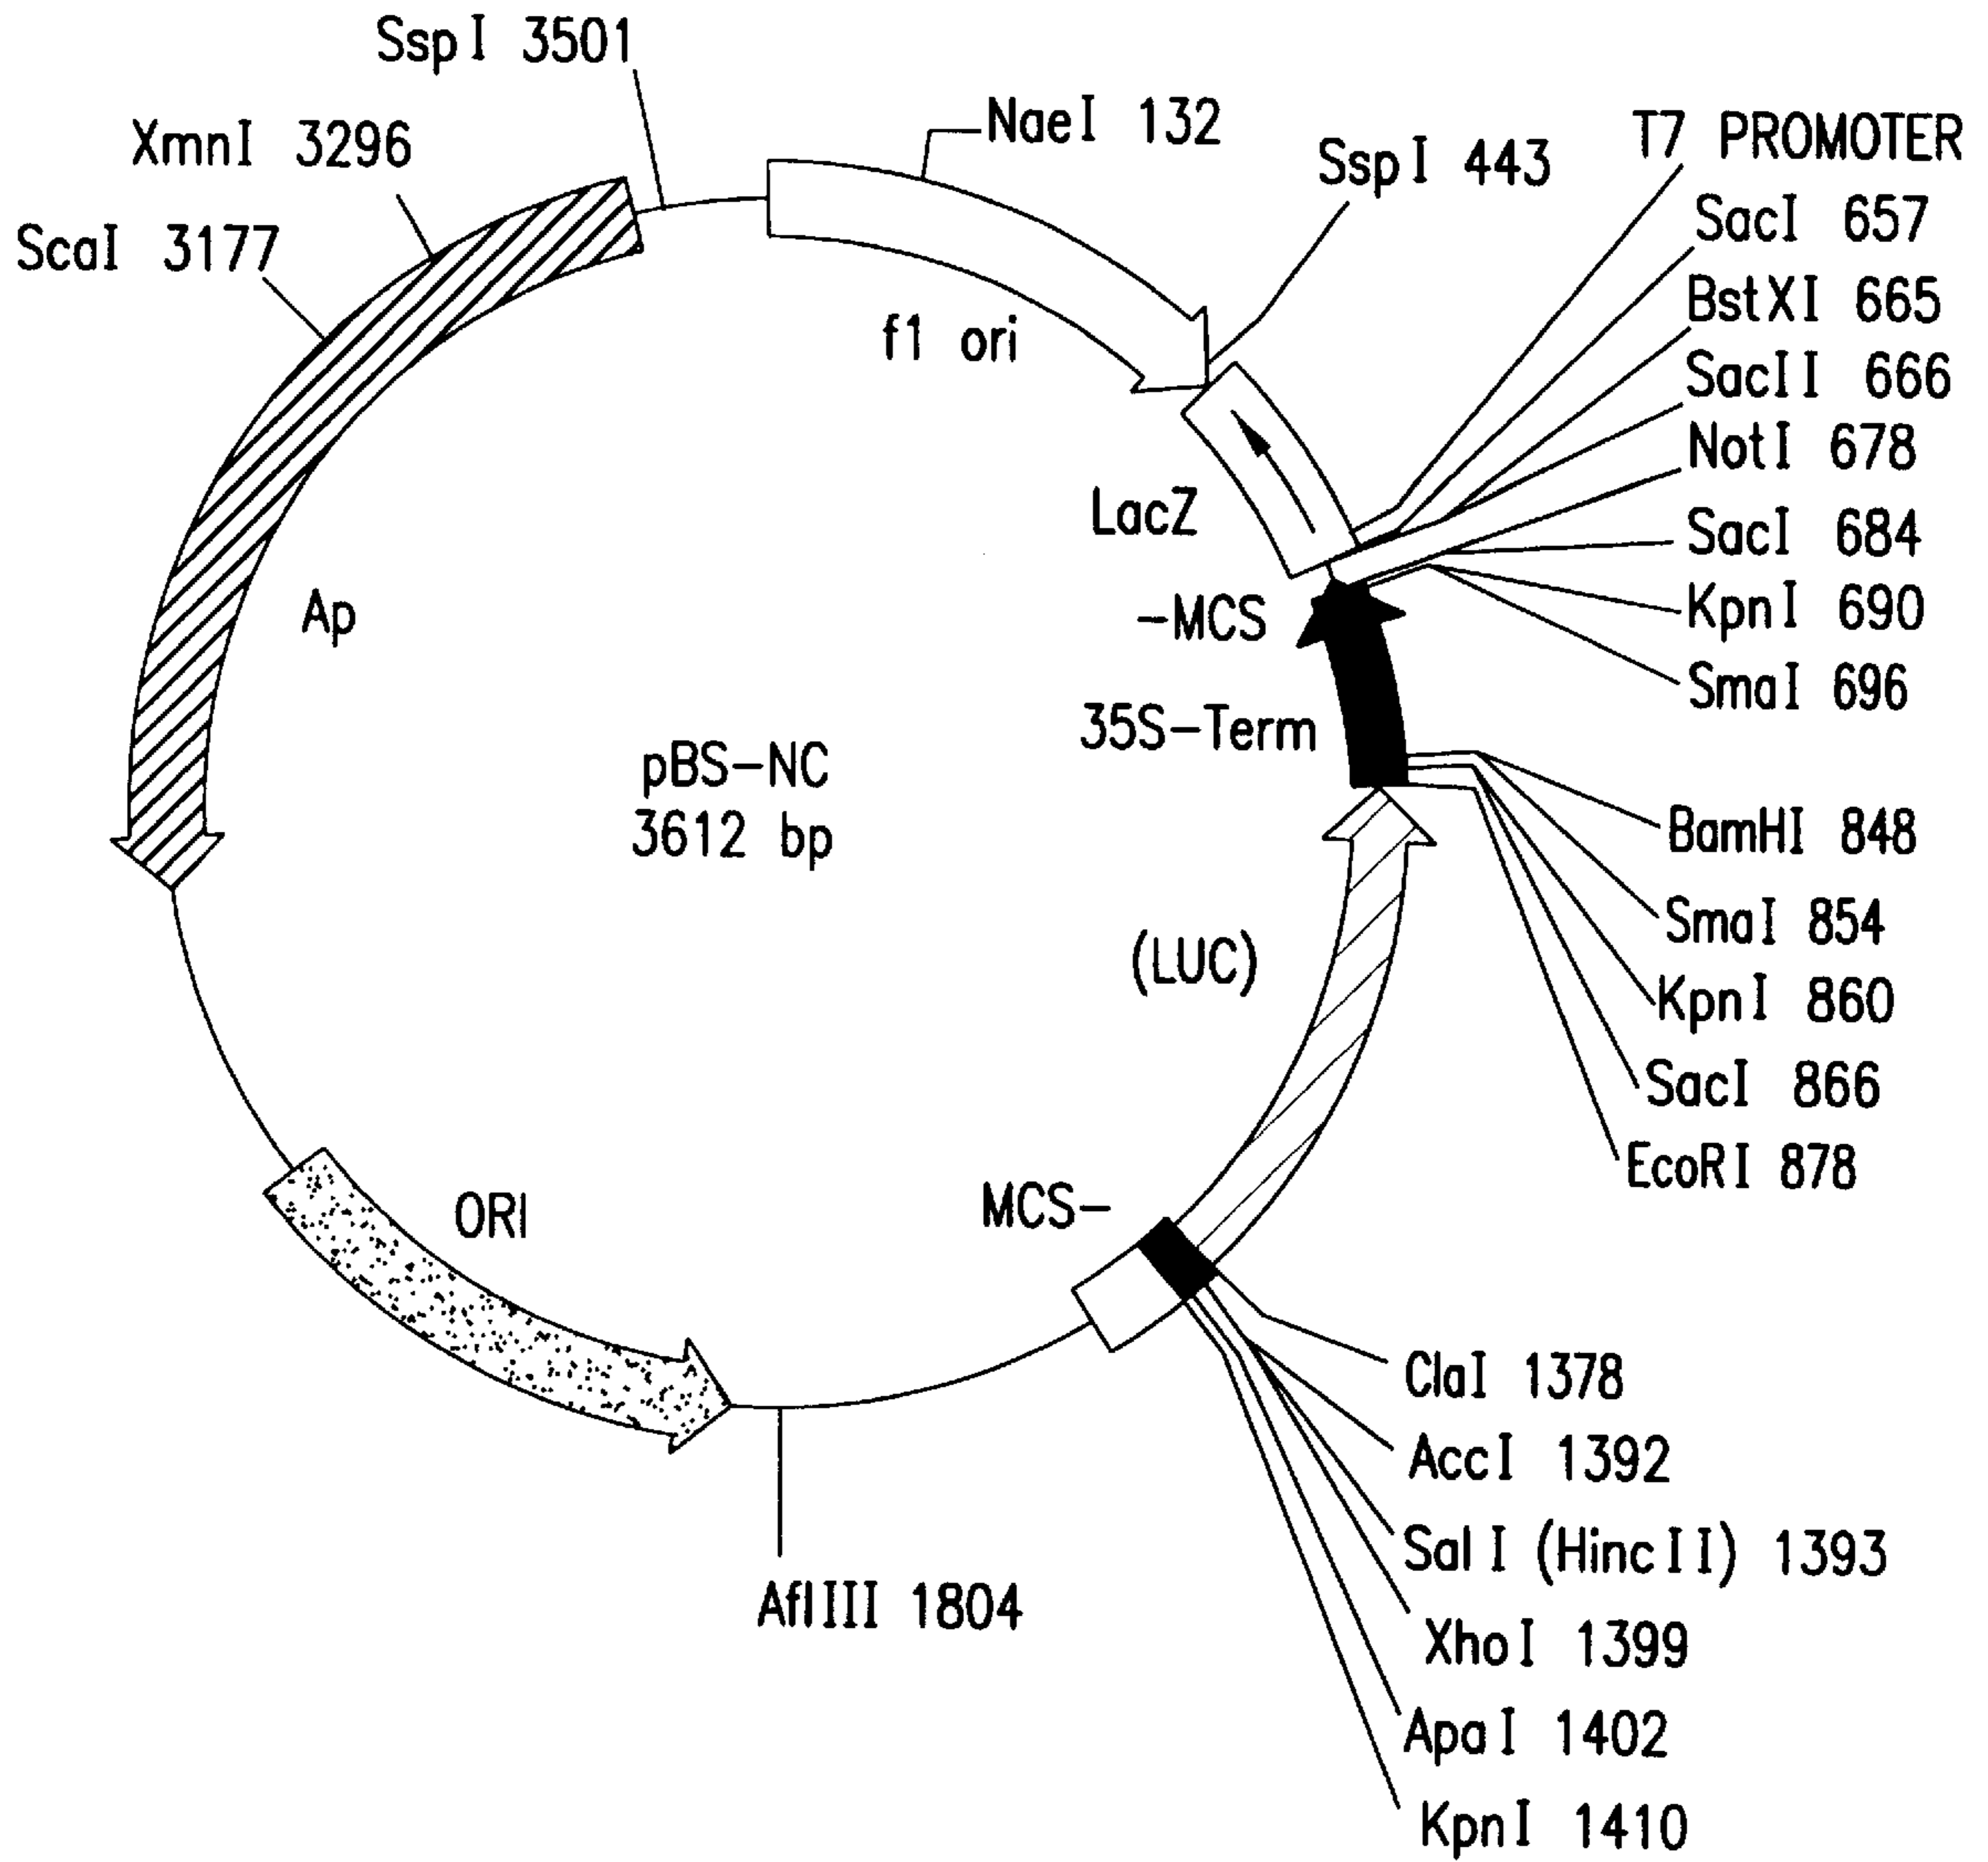 SspI 3501
XmnI 3296
ScaI 3177
NaeI 132
SspI 443
T7 PROMOTER
SacI 657
BstXI 665
SacII 666
NotI 678
SacI 684
KpnI 690
SmaI 696
f1 ori
LacZ
-MCS
35S-Term
Ap
pBS-NC
3612 bp
(LUC)
BamHI 848
SmaI 854
KpnI 860
SacI 866
EcoRI 878
MCS-
ORI
ClaI 1378
AccI 1392
SalI (HincII) 1393
XhoI 1399
ApaI 1402
KpnI 1410
AflIII 1804